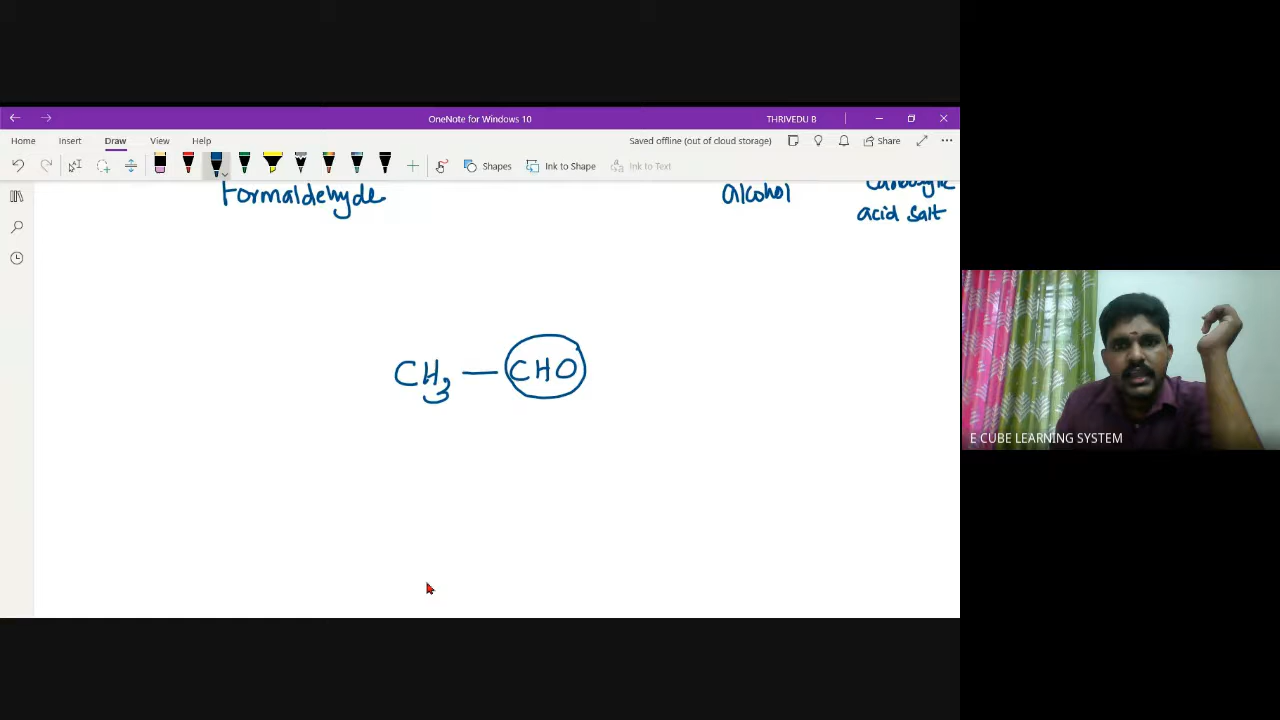 OneNote for Windows 10
THRIVEDU B
Home Insert Draw View Help
Saved offline (out of cloud storage)
Share
Shapes
Ink to Shape
Ink to Text
Formaldehyde
alcohol
acid salt
CH3 — CHO
E CUBE LEARNING SYSTEM